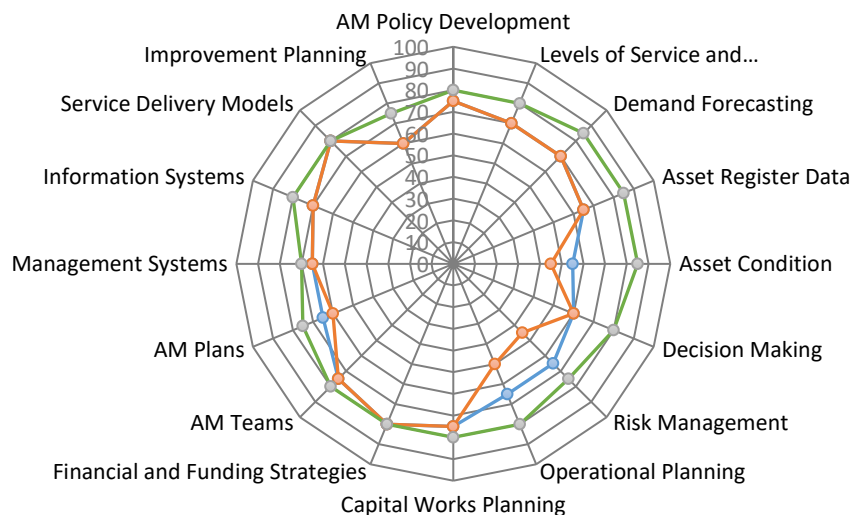 AM Policy Development
Improvement Planning
Levels of Service and...
Service Delivery Models
Demand Forecasting
Information Systems
Asset Register Data
Management Systems
Asset Condition
AM Plans
Decision Making
AM Teams
Risk Management
Financial and Funding Strategies
Operational Planning
Capital Works Planning
100
90
80
70
60
50
40
30
20
10
0